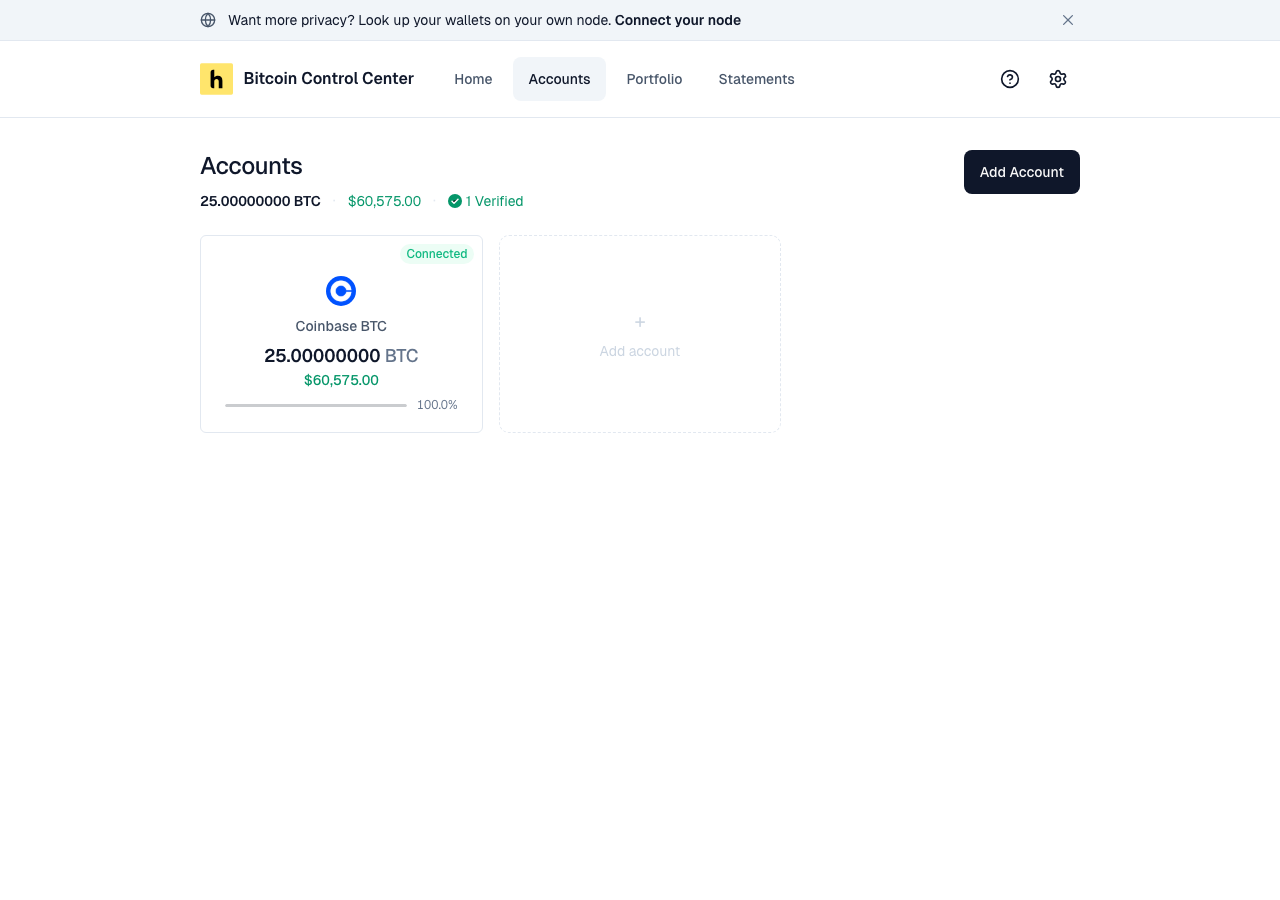 Want more privacy? Look up your wallets on your own node. Connect your node
h Bitcoin Control Center Home Accounts Portfolio Statements
Accounts
Add Account
25.00000000 BTC · $60,575.00 · 1 Verified
Connected
Coinbase BTC
25.00000000 BTC
$60,575.00
100.0%
+
Add account